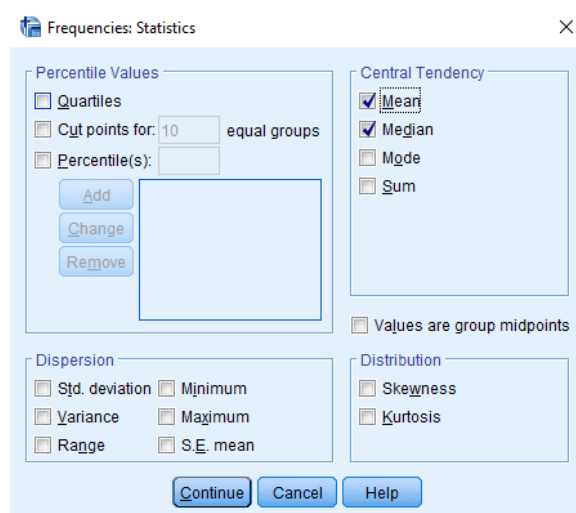 Frequencies: Statistics
Percentile Values
Quartiles
Cut points for: 10 equal groups
Percentile(s):
Add
Change
Remove
Central Tendency
Mean
Median
Mode
Sum
Values are group midpoints
Dispersion
Std. deviation Minimum
Variance Maximum
Range S.E. mean
Distribution
Skewness
Kurtosis
Continue Cancel Help